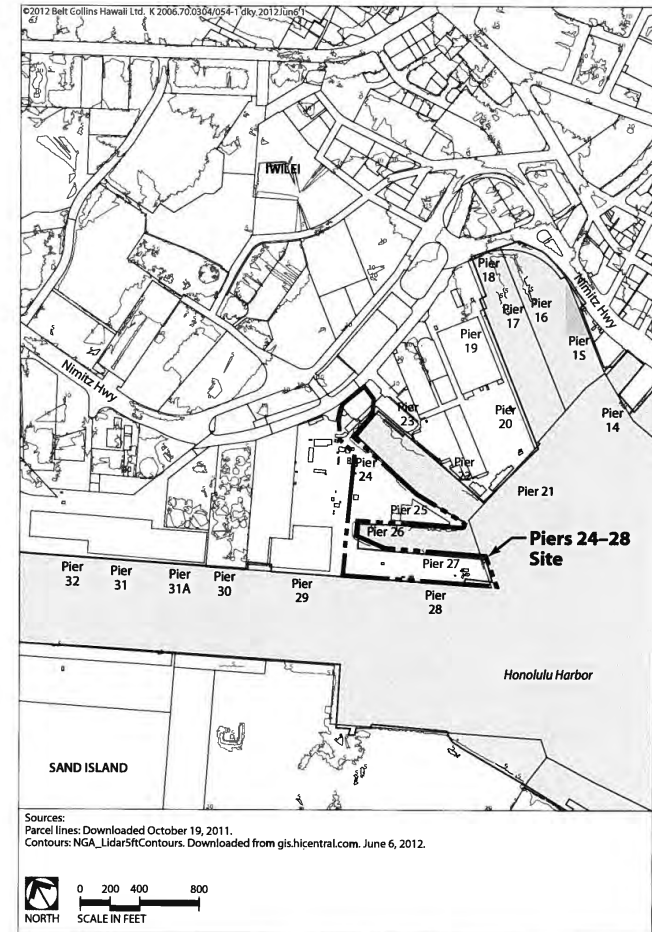 ©2012 Belt Collins Hawaii Ltd. K 2006.70.0304/054-1 dky 2012Jun6 1
IWILEI
Pier
18
Pier
17
Pier
16
Nimitz Hwy
Pier
19
Pier
15
Nimitz Hwy
Pier
23
Pier
20
Pier
14
Pier
24
Pier
22
Pier 21
Pier 25
Pier 26
Piers 24–28
Site
Pier 27
Pier
32
Pier
31
Pier
31A
Pier
30
Pier
29
Pier
28
Honolulu Harbor
SAND ISLAND
Sources:
Parcel lines: Downloaded October 19, 2011.
Contours: NGA_Lidar5ftContours. Downloaded from gis.hicentral.com. June 6, 2012.
0 200 400 800
NORTH SCALE IN FEET